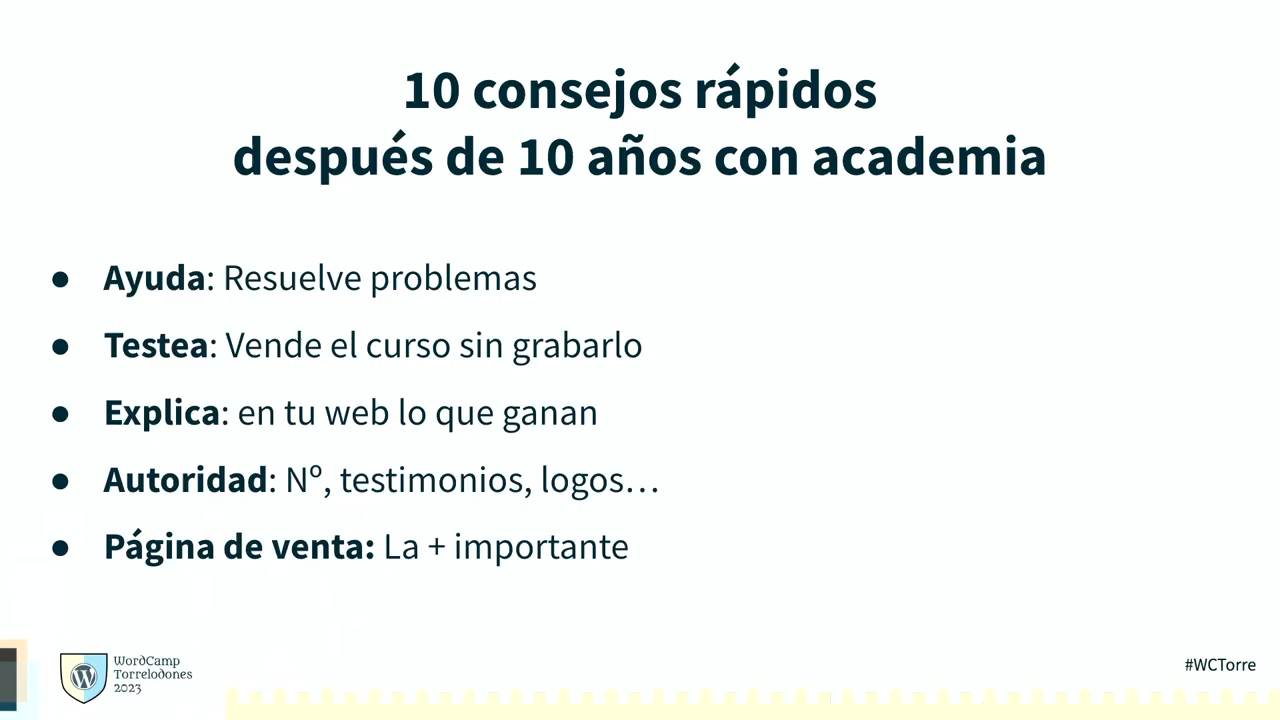 10 consejos rápidos
después de 10 años con academia
● Ayuda: Resuelve problemas
● Testea: Vende el curso sin grabarlo
● Explica: en tu web lo que ganan
● Autoridad: Nº, testimonios, logos…
● Página de venta: La + importante
WordCamp
Torrelodones
2023
#WCTorre